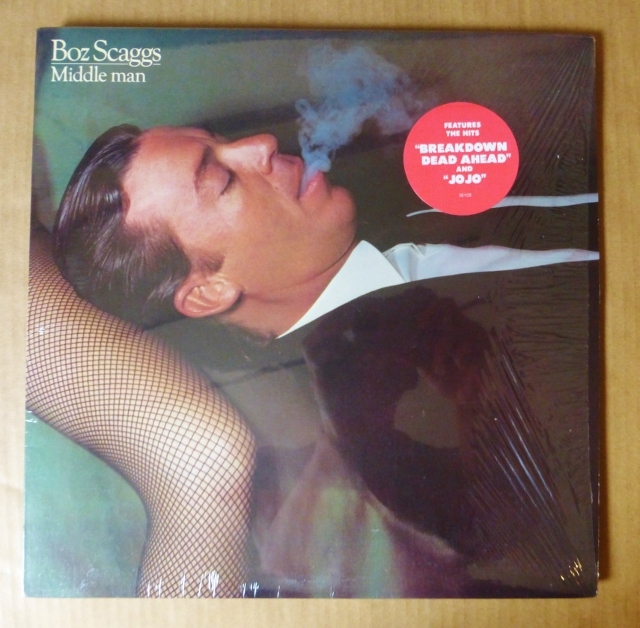 Boz Scaggs
Middle man
FEATURES
THE HITS
"BREAKDOWN
DEAD AHEAD"
AND
"JOJO"